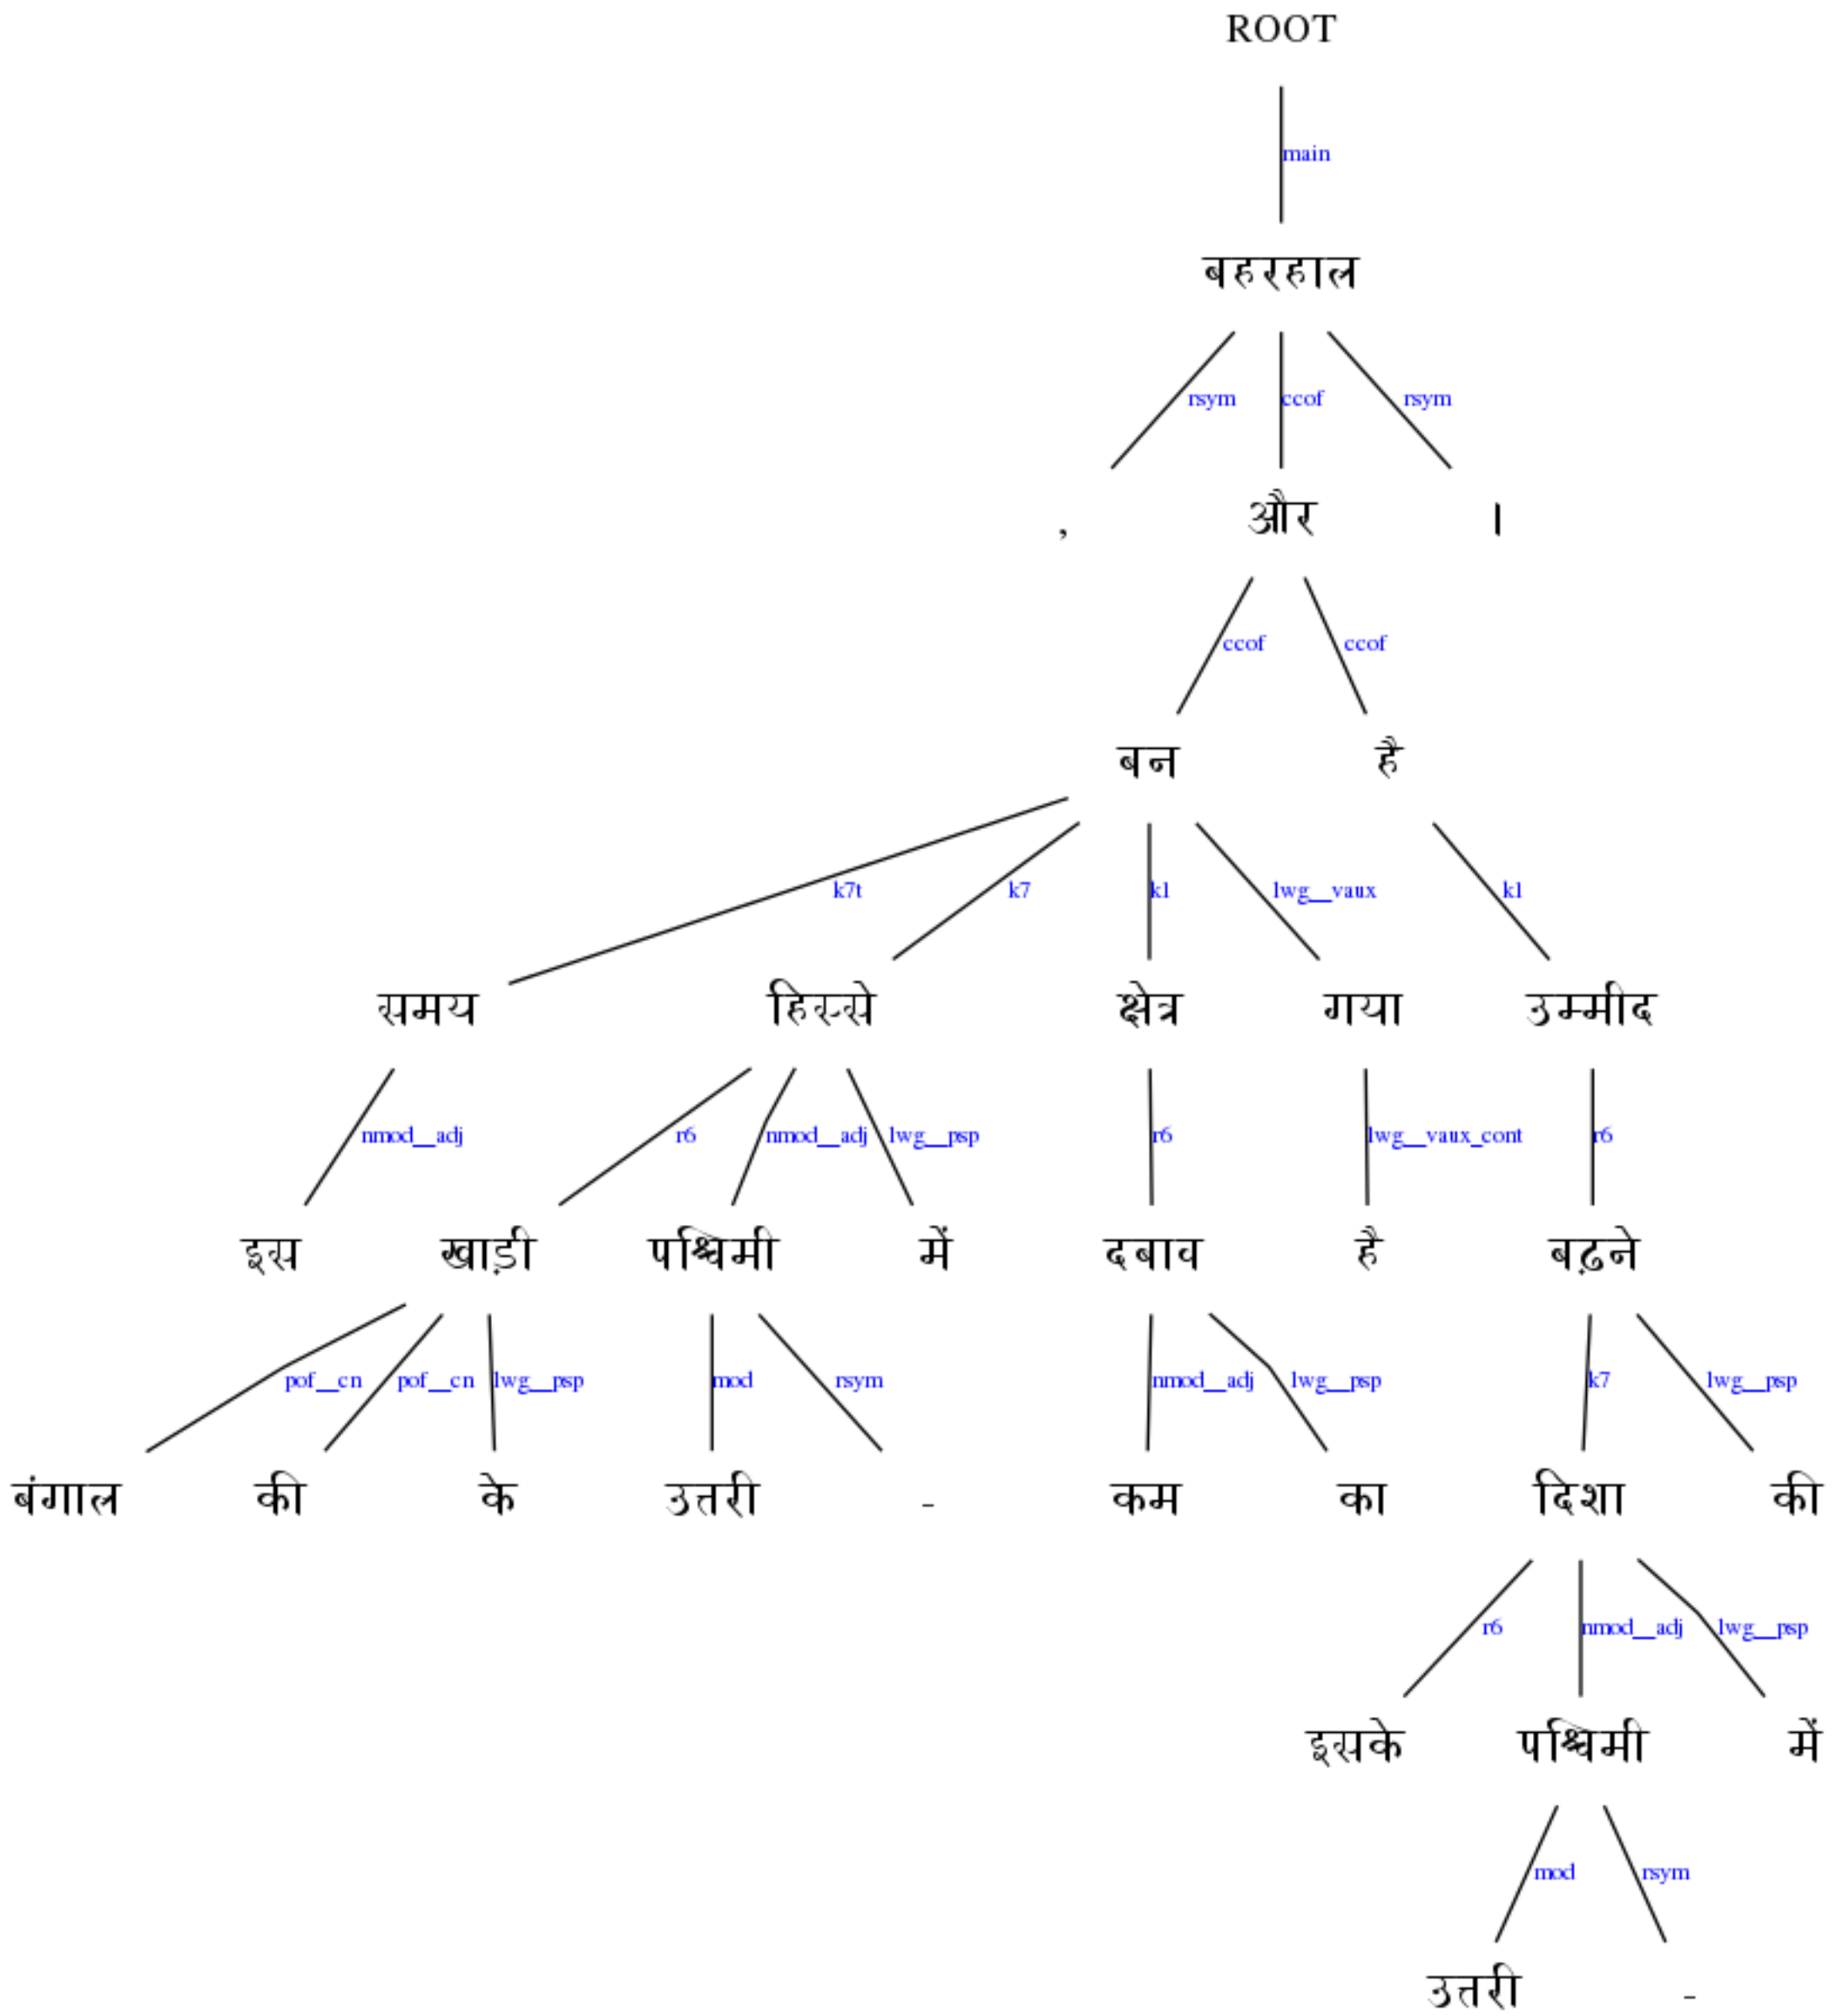 ROOT
main
बहरहाल
rsym ccof rsym
, और ।
ccof ccof
बन है
k7t k7 k1 lwg__vaux k1
समय हिस्से क्षेत्र गया उम्मीद
nmod__adj r6 nmod__adj lwg__psp r6 lwg__vaux_cont r6
इस खाड़ी पश्चिमी में दबाव है बढ़ने
pof__cn pof__cn lwg__psp mod rsym nmod__adj lwg__psp k7 lwg__psp
बंगाल की के उत्तरी - कम का दिशा की
r6 nmod__adj lwg__psp
इसके पश्चिमी में
mod rsym
उत्तरी -